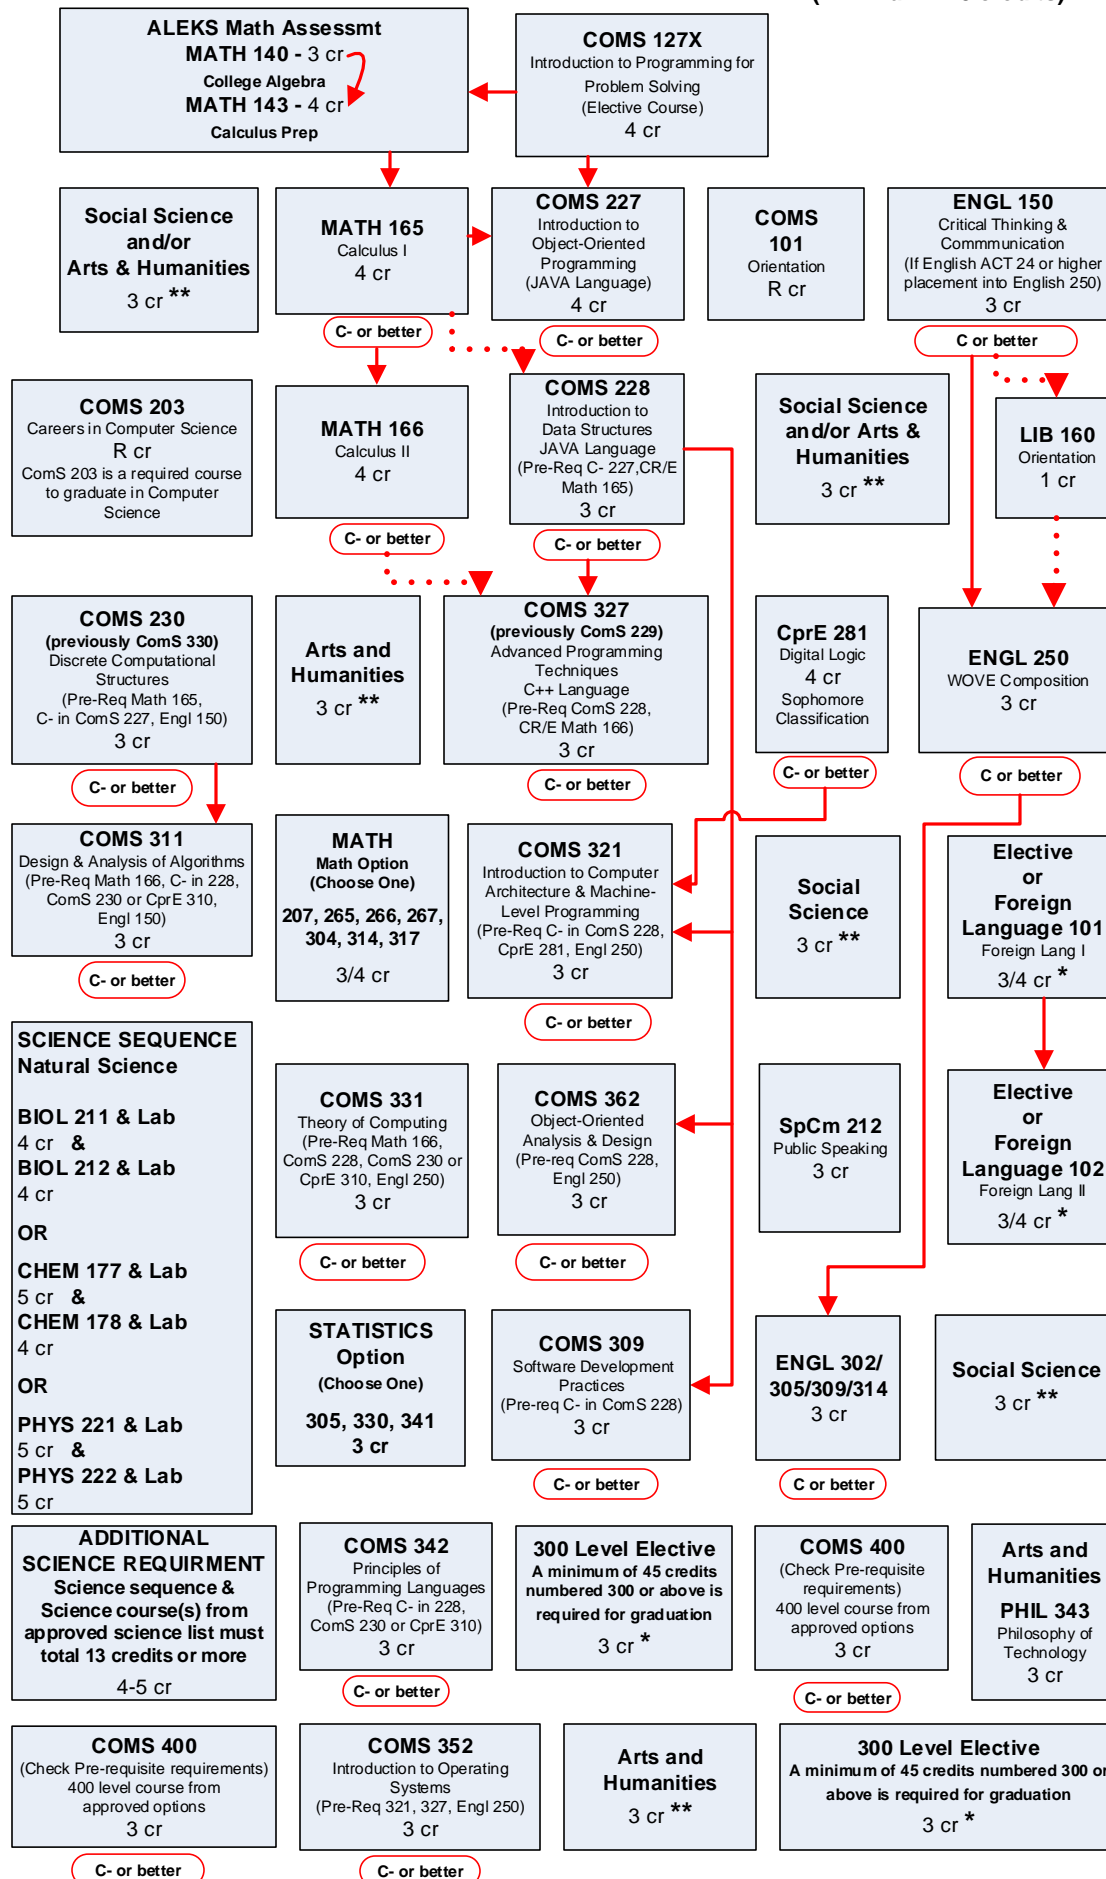 ALEKS Math Assessmt
MATH 140 - 3 cr
College Algebra
MATH 143 - 4 cr
Calculus Prep
COMS 127X
Introduction to Programming for
Problem Solving
(Elective Course)
4 cr
Social Science
and/or
Arts & Humanities
3 cr **
MATH 165
Calculus I
4 cr
C- or better
COMS 227
Introduction to
Object-Oriented
Programming
(JAVA Language)
4 cr
C- or better
COMS
101
Orientation
R cr
ENGL 150
Critical Thinking &
Commmunication
(If English ACT 24 or higher
placement into English 250)
3 cr
C or better
COMS 203
Careers in Computer Science
R cr
ComS 203 is a required course
to graduate in Computer
Science
MATH 166
Calculus II
4 cr
C- or better
COMS 228
Introduction to
Data Structures
JAVA Language
(Pre-Req C- 227,CR/E
Math 165)
3 cr
C- or better
Social Science
and/or Arts &
Humanities
3 cr **
LIB 160
Orientation
1 cr
COMS 230
(previously ComS 330)
Discrete Computational
Structures
(Pre-Req Math 165,
C- in ComS 227, Engl 150)
3 cr
C- or better
Arts and
Humanities
3 cr **
COMS 327
(previously ComS 229)
Advanced Programming
Techniques
C++ Language
(Pre-Req ComS 228,
CR/E Math 166)
3 cr
C- or better
CprE 281
Digital Logic
4 cr
Sophomore
Classification
C- or better
ENGL 250
WOVE Composition
3 cr
C or better
COMS 311
Design & Analysis of Algorithms
(Pre-Req Math 166, C- in 228,
ComS 230 or CprE 310,
Engl 150)
3 cr
C- or better
MATH
Math Option
(Choose One)
207, 265, 266, 267,
304, 314, 317
3/4 cr
COMS 321
Introduction to Computer
Architecture & Machine-
Level Programming
(Pre-Req C- in ComS 228,
CprE 281, Engl 250)
3 cr
C- or better
Social
Science
3 cr **
Elective
or
Foreign
Language 101
Foreign Lang I
3/4 cr *
SCIENCE SEQUENCE
Natural Science
BIOL 211 & Lab
4 cr &
BIOL 212 & Lab
4 cr
OR
CHEM 177 & Lab
5 cr &
CHEM 178 & Lab
4 cr
OR
PHYS 221 & Lab
5 cr &
PHYS 222 & Lab
5 cr
COMS 331
Theory of Computing
(Pre-Req Math 166,
ComS 228, ComS 230 or
CprE 310, Engl 250)
3 cr
C- or better
COMS 362
Object-Oriented
Analysis & Design
(Pre-req ComS 228,
Engl 250)
3 cr
C- or better
SpCm 212
Public Speaking
3 cr
Elective
or
Foreign
Language 102
Foreign Lang II
3/4 cr *
STATISTICS
Option
(Choose One)
305, 330, 341
3 cr
COMS 309
Software Development
Practices
(Pre-req C- in ComS 228)
3 cr
C- or better
ENGL 302/
305/309/314
3 cr
C or better
Social Science
3 cr **
ADDITIONAL
SCIENCE REQUIRMENT
Science sequence &
Science course(s) from
approved science list must
total 13 credits or more
4-5 cr
COMS 342
Principles of
Programming Languages
(Pre-Req C- in 228,
ComS 230 or CprE 310)
3 cr
C- or better
300 Level Elective
A minimum of 45 credits
numbered 300 or above is
required for graduation
3 cr *
COMS 400
(Check Pre-requisite
requirements)
400 level course from
approved options
3 cr
C- or better
Arts and
Humanities
PHIL 343
Philosophy of
Technology
3 cr
COMS 400
(Check Pre-requisite requirements)
400 level course from
approved options
3 cr
C- or better
COMS 352
Introduction to Operating
Systems
(Pre-Req 321, 327, Engl 250)
3 cr
C- or better
Arts and
Humanities
3 cr **
300 Level Elective
A minimum of 45 credits numbered 300 or
above is required for graduation
3 cr *